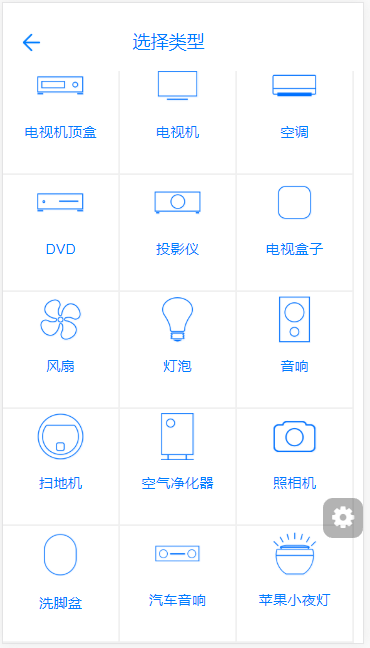 选择类型
电视机顶盒 电视机 空调
DVD 投影仪 电视盒子
风扇 灯泡 音响
扫地机 空气净化器 照相机
洗脚盆 汽车音响 苹果小夜灯